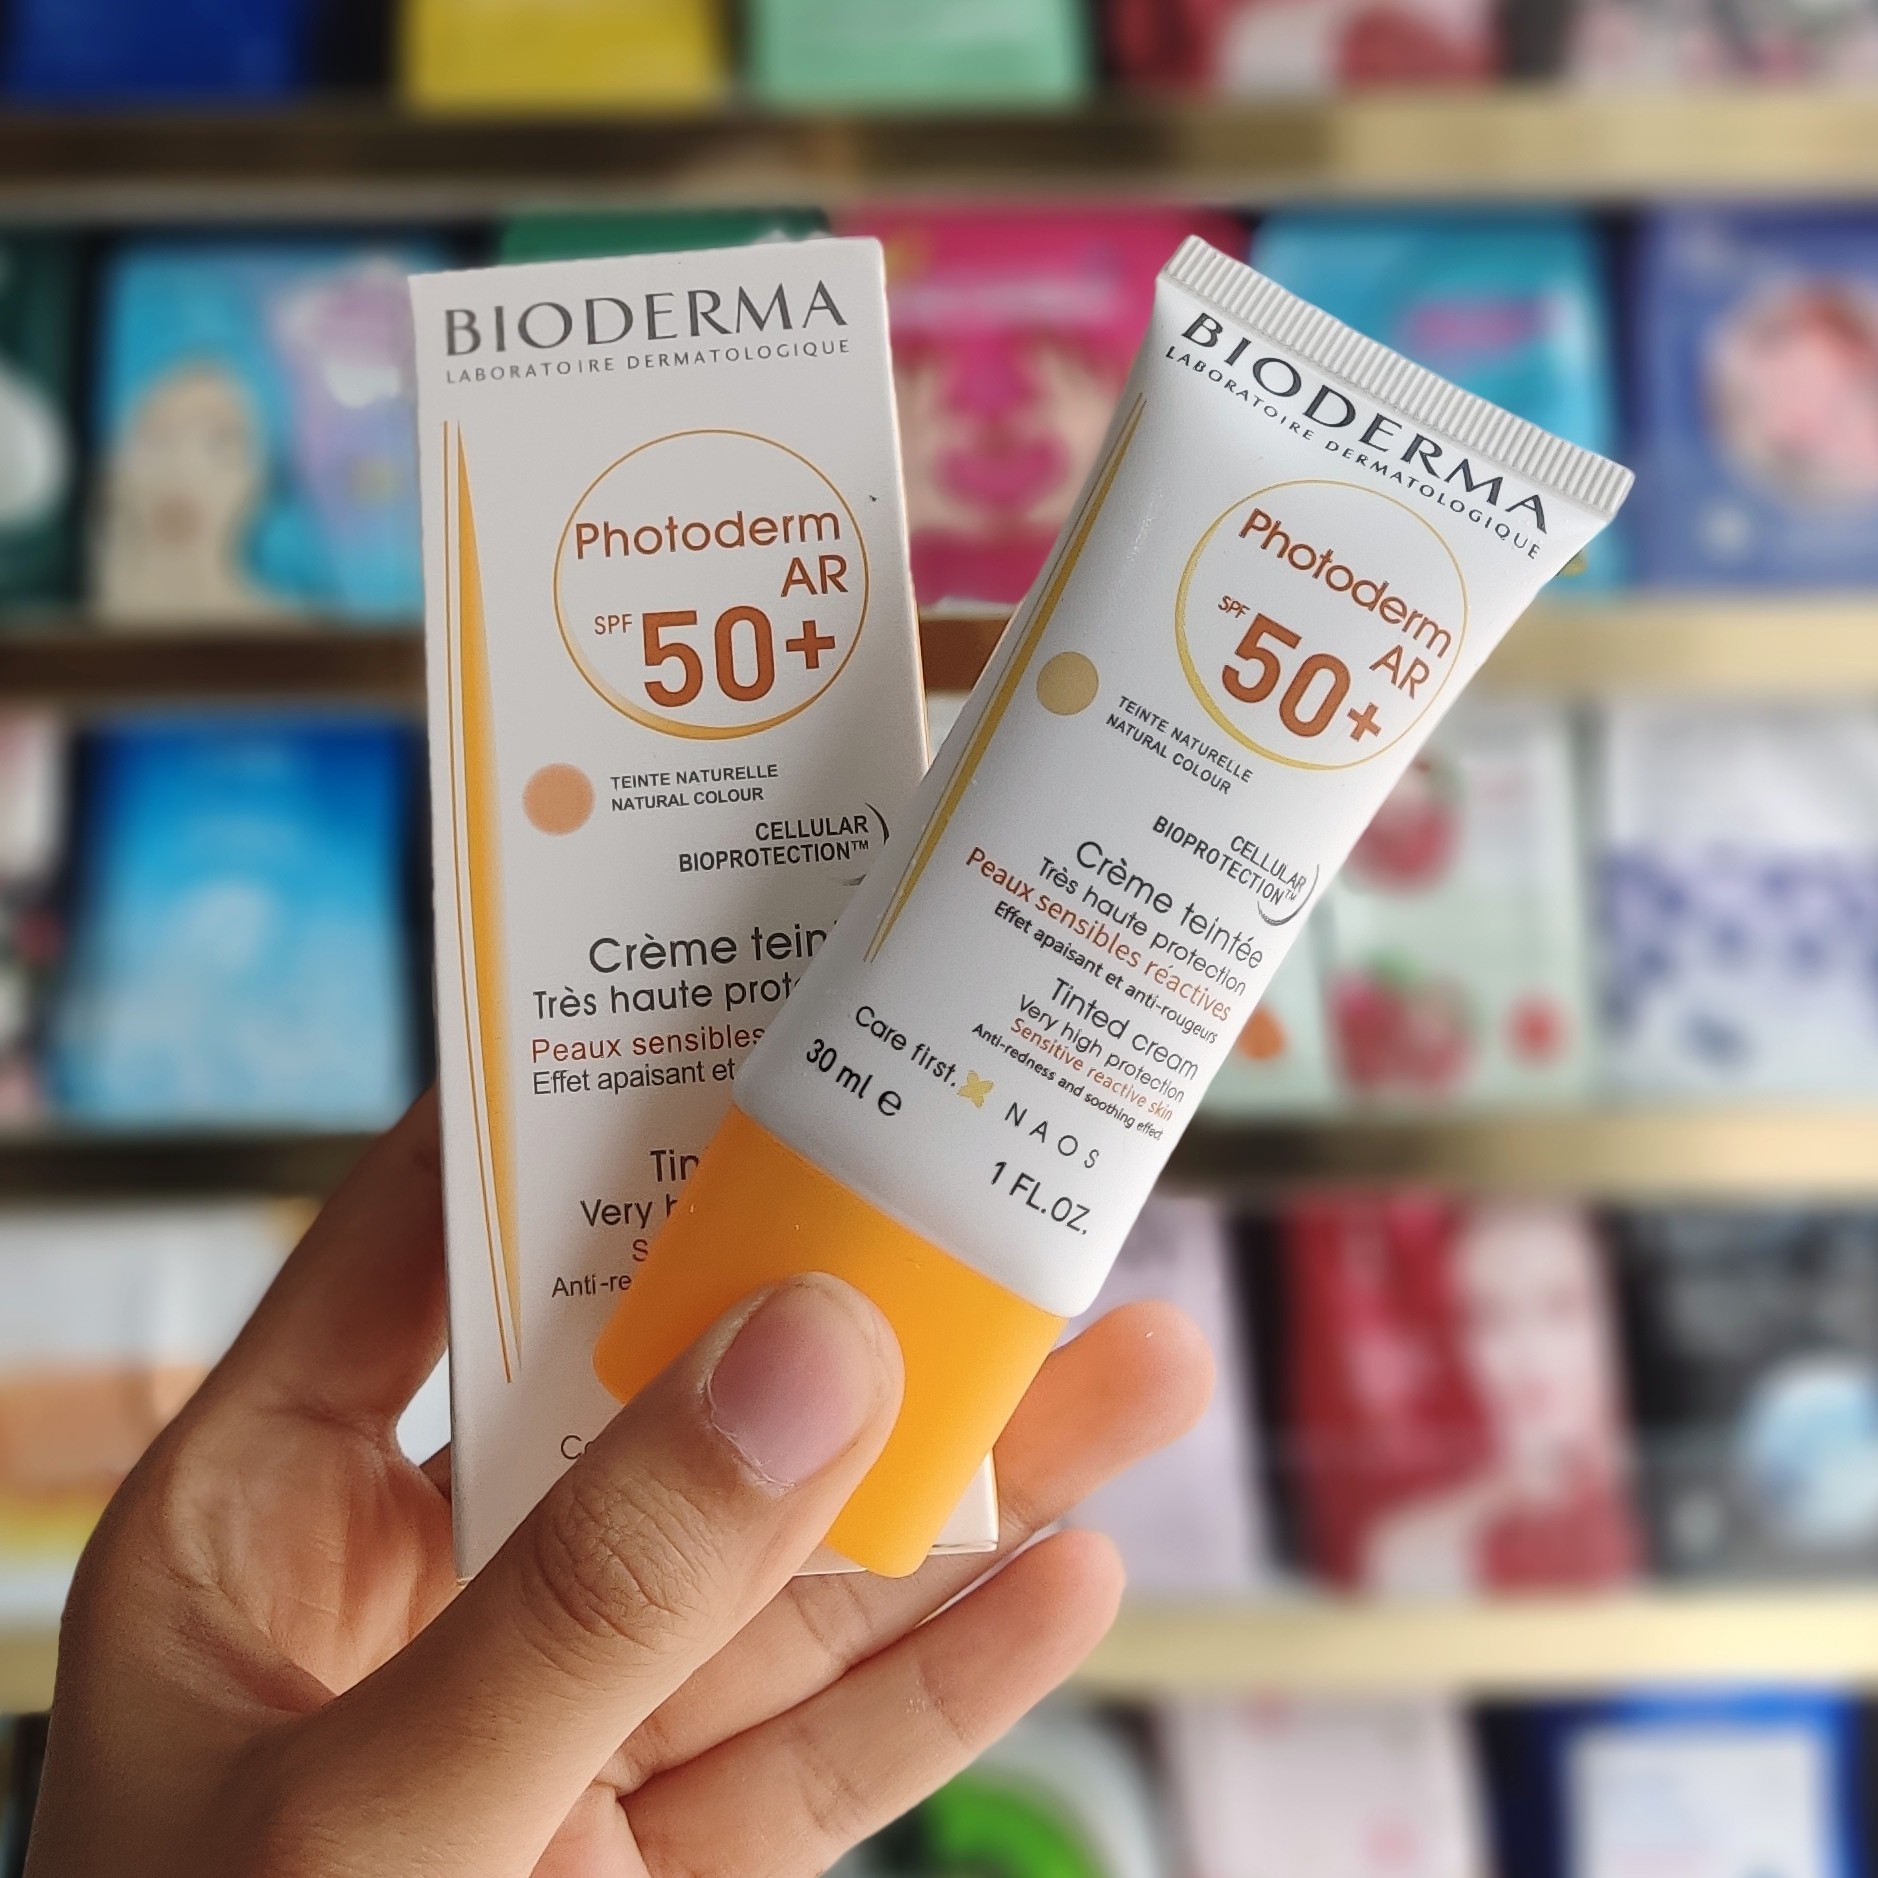 BIODERMA
LABORATOIRE DERMATOLOGIQUE
Photoderm
AR
SPF 50+
TEINTE NATURELLE
NATURAL COLOUR
CELLULAR
BIOPROTECTION™
Crème tein
Très haute prot
Peaux sensibles
Effet apaisant et
Tin
Very h
S
Anti-re
BIODERMA
LABORATOIRE DERMATOLOGIQUE
Photoderm
AR
SPF 50+
TEINTE NATURELLE
NATURAL COLOUR
CELLULAR
BIOPROTECTION™
Crème teintée
Très haute protection
Peaux sensibles réactives
Effet apaisant et anti-rougeurs
Tinted cream
Very high protection
Sensitive reactive skin
Anti-redness and soothing effect
Care first. NAOS
30 ml e 1 FL.OZ.